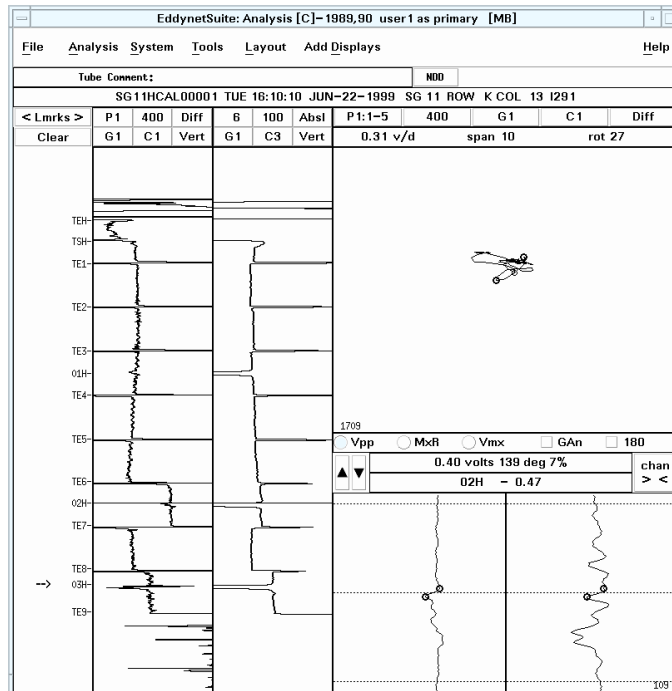 EddynetSuite: Analysis [C]-1989,90 user1 as primary [MB]
File Analysis System Tools Layout Add Displays Help
Tube Comment: NDD
SG11HCAL00001 TUE 16:10:10 JUN-22-1999 SG 11 ROW K COL 13 I291
< Lmrks > P1 400 Diff 6 100 Absl P1:1-5 400 G1 C1 Diff
Clear G1 C1 Vert G1 C3 Vert 0.31 v/d span 10 rot 27
TEH
TSH
TE1
TE2
TE3
01H
TE4
TE5
TE6
02H
TE7
TE8
--> 03H
TE9
1709
Vpp MxR Vmx GAn 180
0.40 volts 139 deg 7% chan
02H - 0.47 > <
109